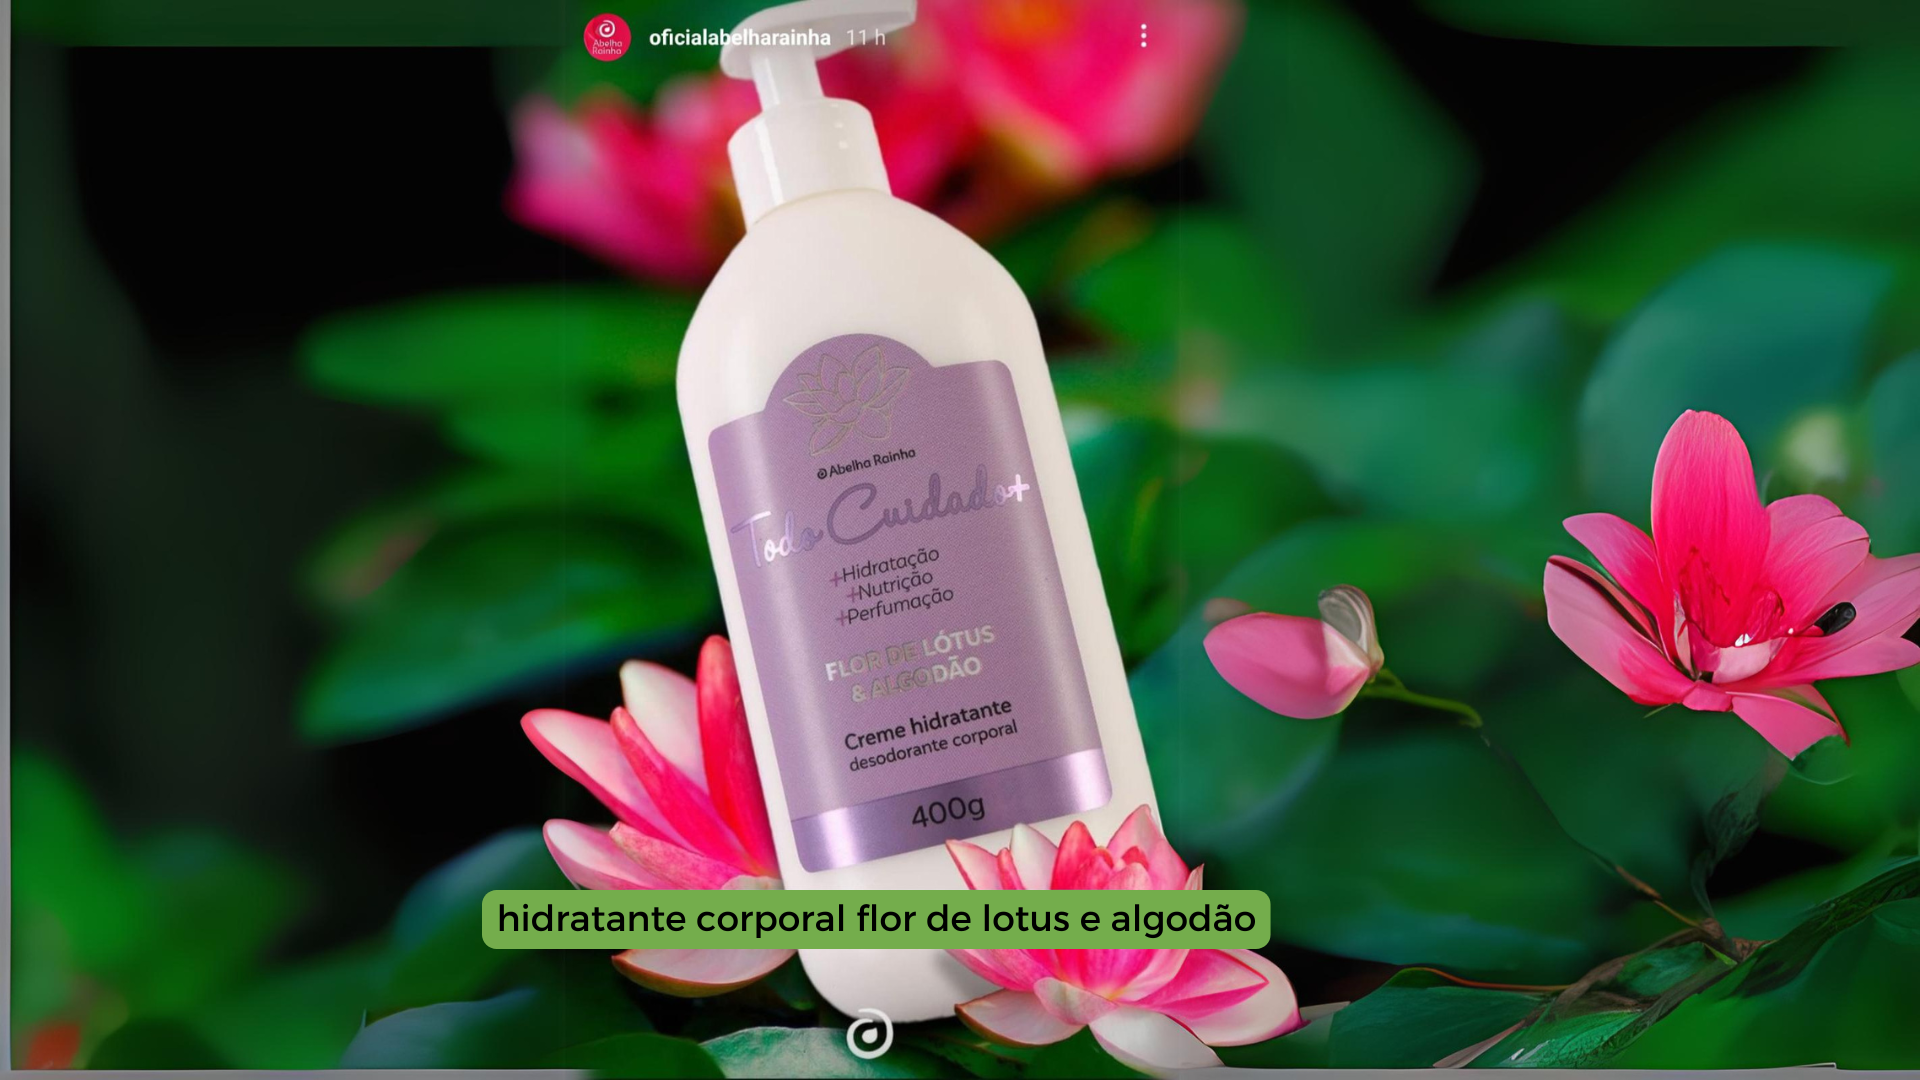 oficialabelharainha 11 h
Abelha
Rainha
Abelha Rainha
Todo Cuidado+
+Hidratação
+Nutrição
+Perfumação
FLOR DE LÓTUS
& ALGODÃO
Creme hidratante
desodorante corporal
400g
hidratante corporal flor de lotus e algodão